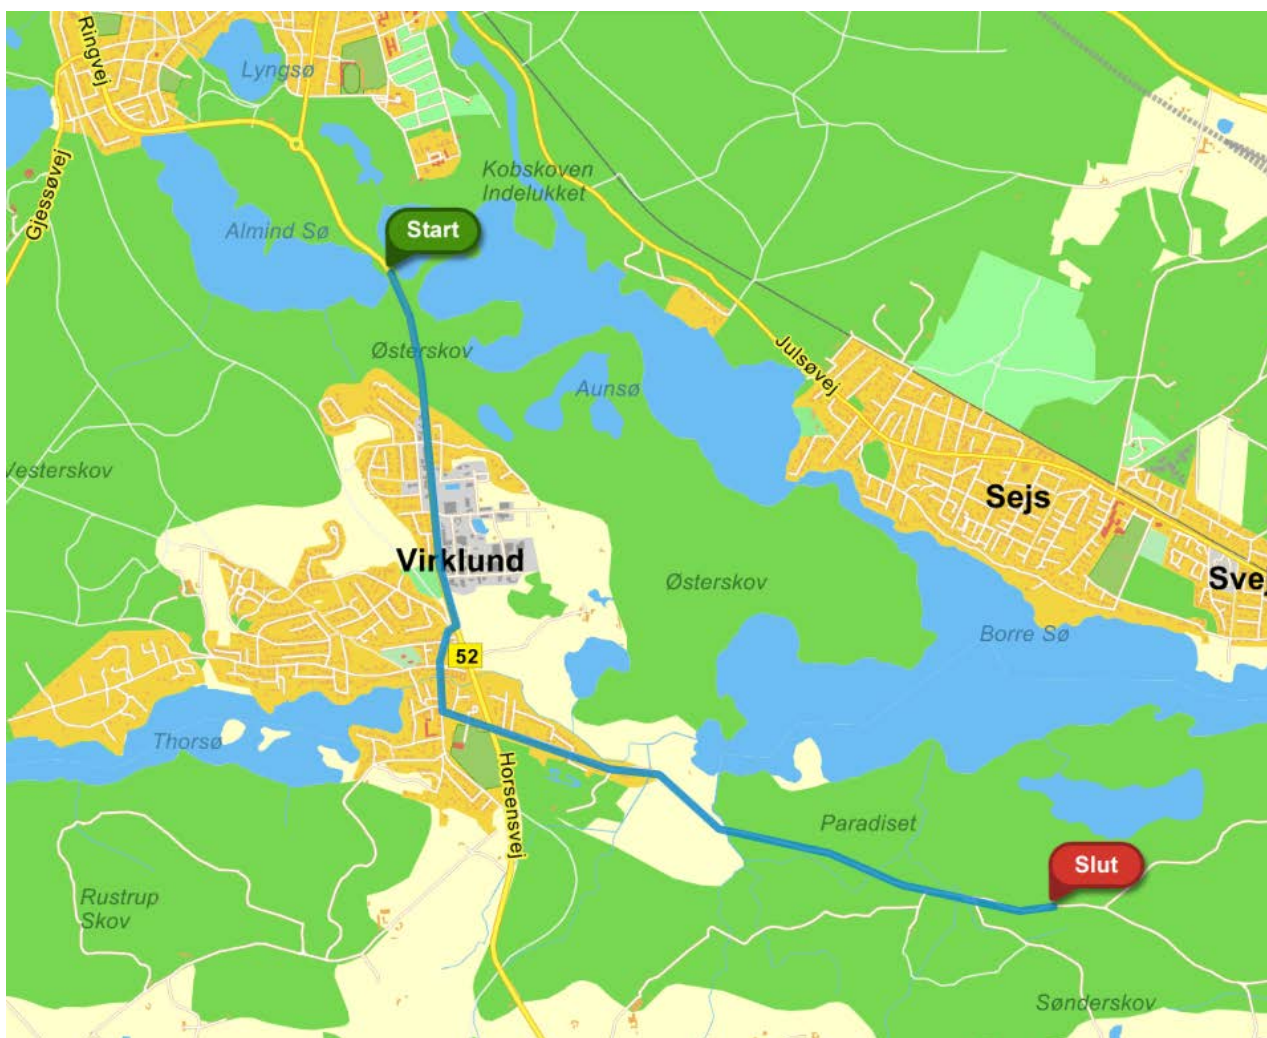 Ringvej
Lyngsø
Gjessøvej
Kobskoven
Indelukket
Almind Sø
Start
Østerskov
Julsøvej
Aunsø
Vesterskov
Sejs
Virklund
Østerskov
Svej
Borre Sø
52
Thorsø
Horsensvej
Paradiset
Slut
Rustrup
Skov
Sønderskov